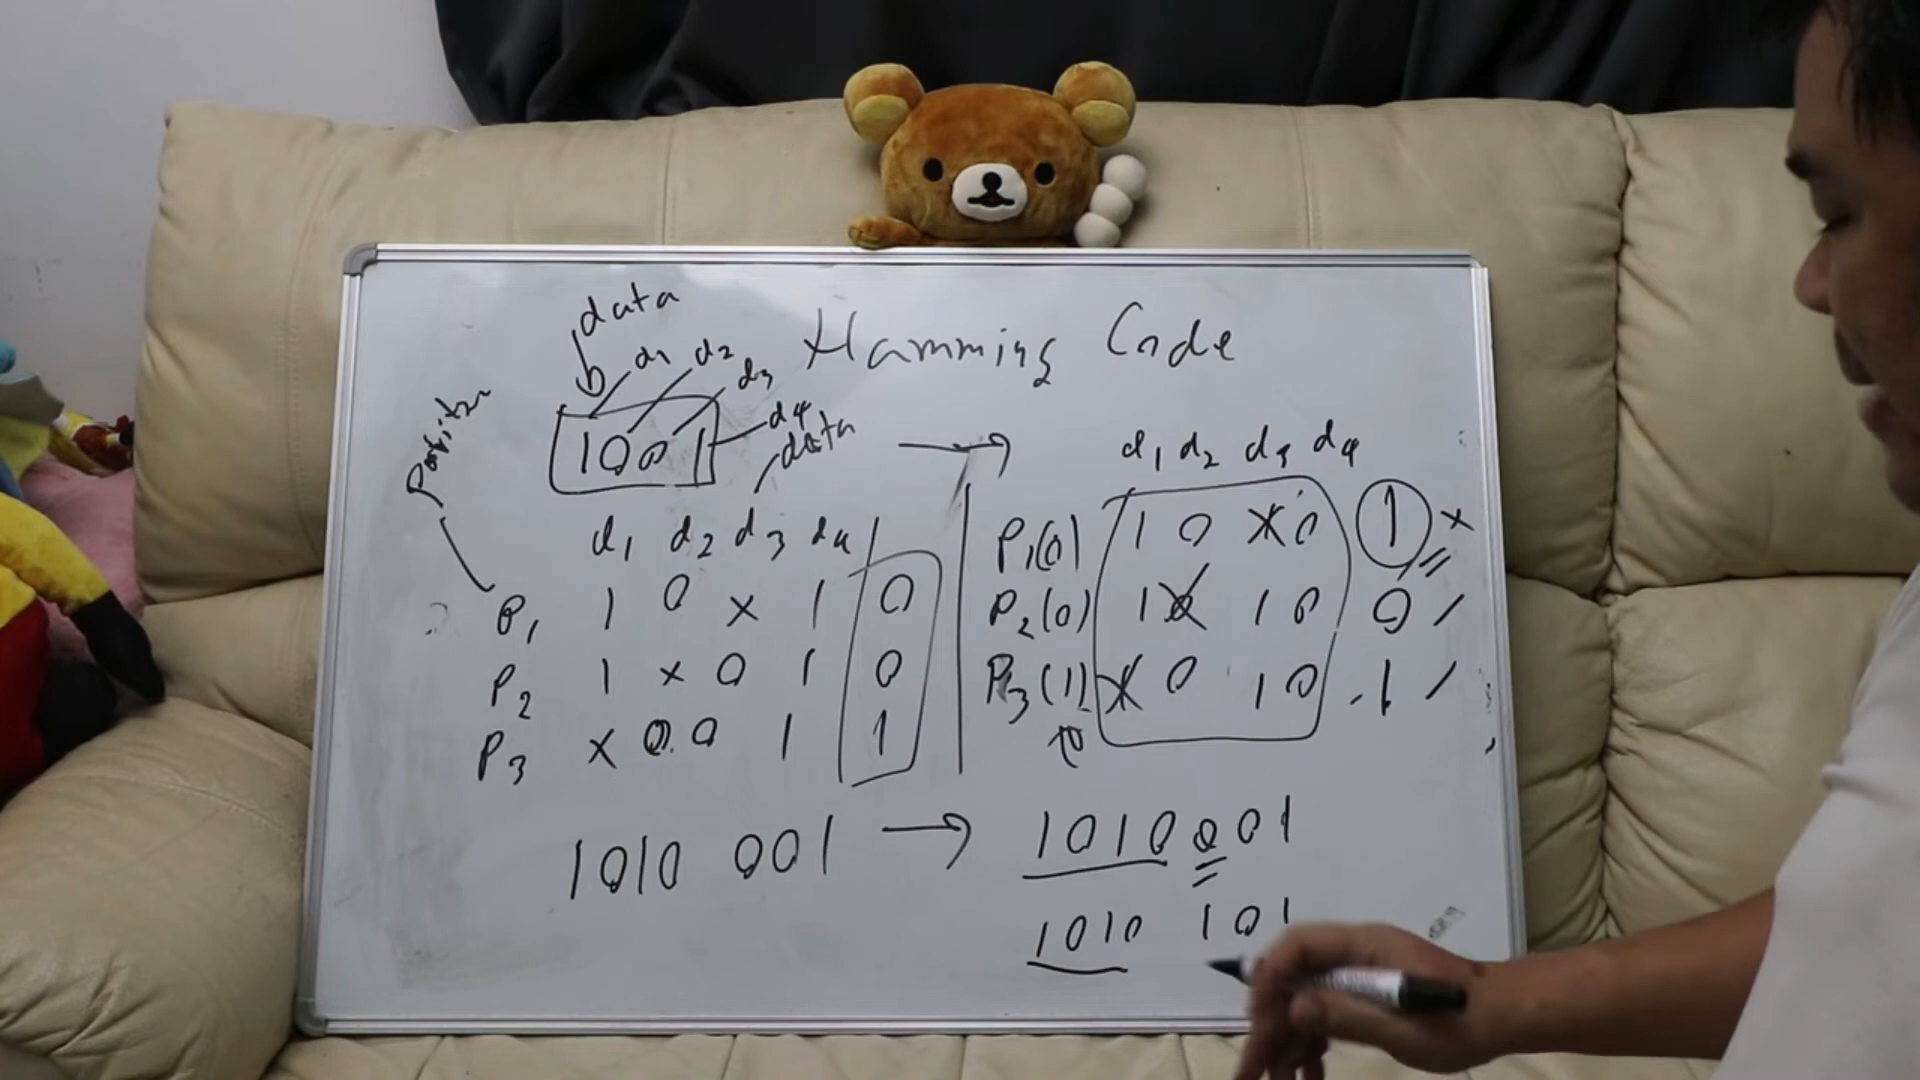 data
Hamming Code
d1 d2 d3
1001
d4
data
d1 d2 d3 d4
P1 1 0 x 1 0
P2 1 x 0 1 0
P3 x 0 0 1 1
d1 d2 d3 d4
P1(0) 1 0 x 0 1 x
P2(0) 1 x 1 0 0 /
P3(1) x 0 1 0 1 /
1010 001 → 1010 001
1010 101